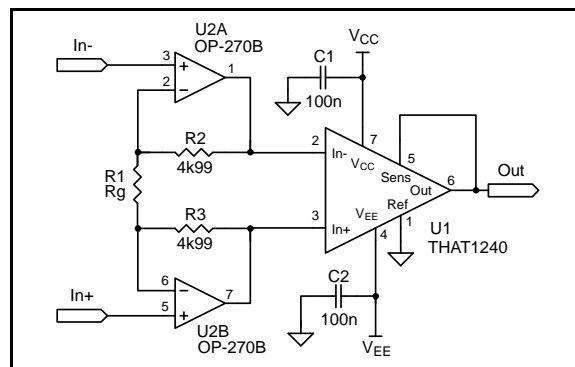 U2A
OP-270B
In-
3
+
1
2
−
VCC
C1
100n
7
R2
4k99
2
In-
VCC
5
Sens
Out
6
Out
R1
Rg
R3
4k99
3
In+
VEE
Ref
4
1
U1
THAT1240
6
−
7
In+
5
+
U2B
OP-270B
C2
100n
VEE